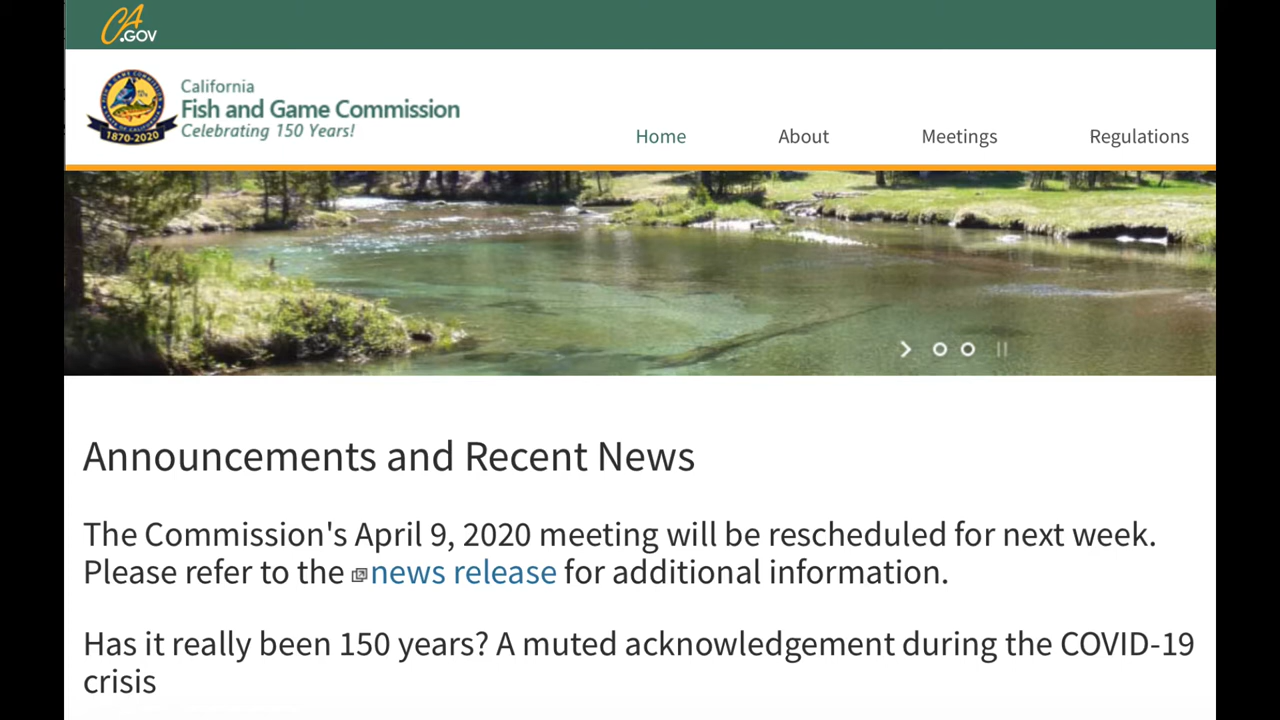 CA
.GOV
California
Fish and Game Commission
Celebrating 150 Years!
1870-2020
Home About Meetings Regulations
Announcements and Recent News
The Commission's April 9, 2020 meeting will be rescheduled for next week.
Please refer to the news release for additional information.
Has it really been 150 years? A muted acknowledgement during the COVID-19
crisis